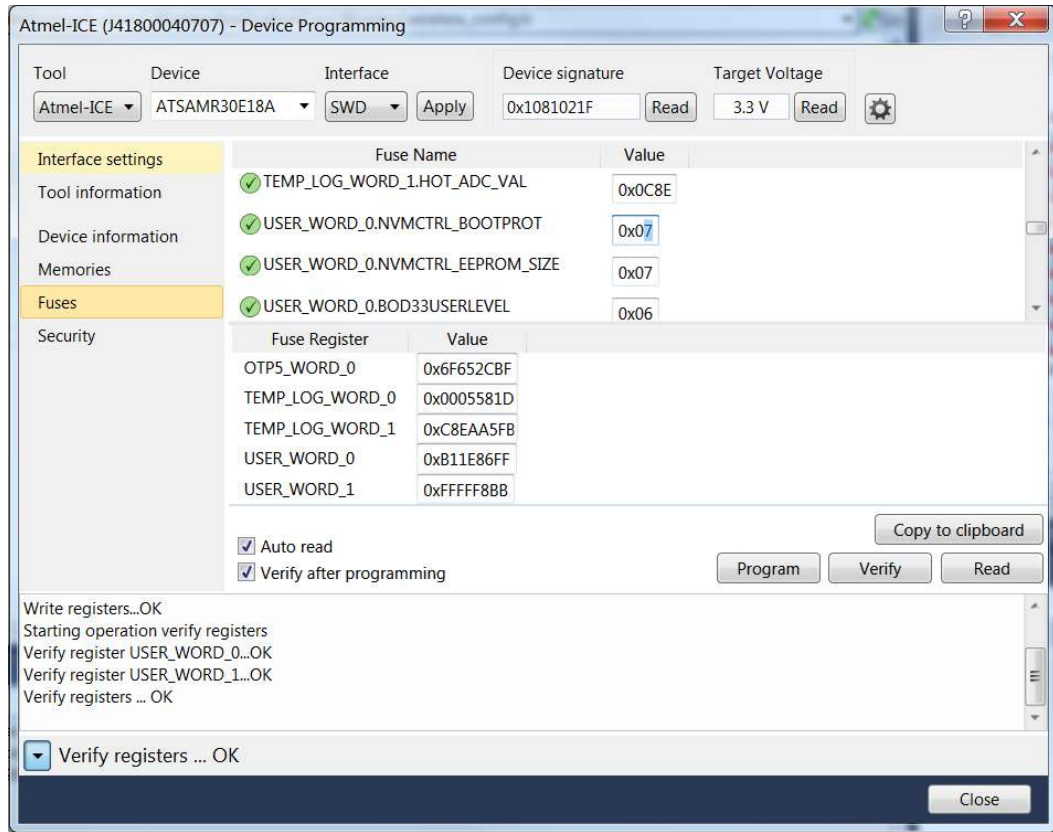 Atmel-ICE (J41800040707) - Device Programming
Tool Device Interface Device signature Target Voltage
Atmel-ICE ATSAMR30E18A SWD Apply 0x1081021F Read 3.3 V Read
Interface settings
Tool information
Device information
Memories
Fuses
Security
Fuse Name Value
TEMP_LOG_WORD_1.HOT_ADC_VAL 0x0C8E
USER_WORD_0.NVMCTRL_BOOTPROT 0x07
USER_WORD_0.NVMCTRL_EEPROM_SIZE 0x07
USER_WORD_0.BOD33USERLEVEL 0x06
Fuse Register Value
OTP5_WORD_0 0x6F652CBF
TEMP_LOG_WORD_0 0x0005581D
TEMP_LOG_WORD_1 0xC8EAA5FB
USER_WORD_0 0xB11E86FF
USER_WORD_1 0xFFFFF8BB
Copy to clipboard
Auto read
Verify after programming
Program Verify Read
Write registers...OK
Starting operation verify registers
Verify register USER_WORD_0...OK
Verify register USER_WORD_1...OK
Verify registers ... OK
Verify registers ... OK
Close